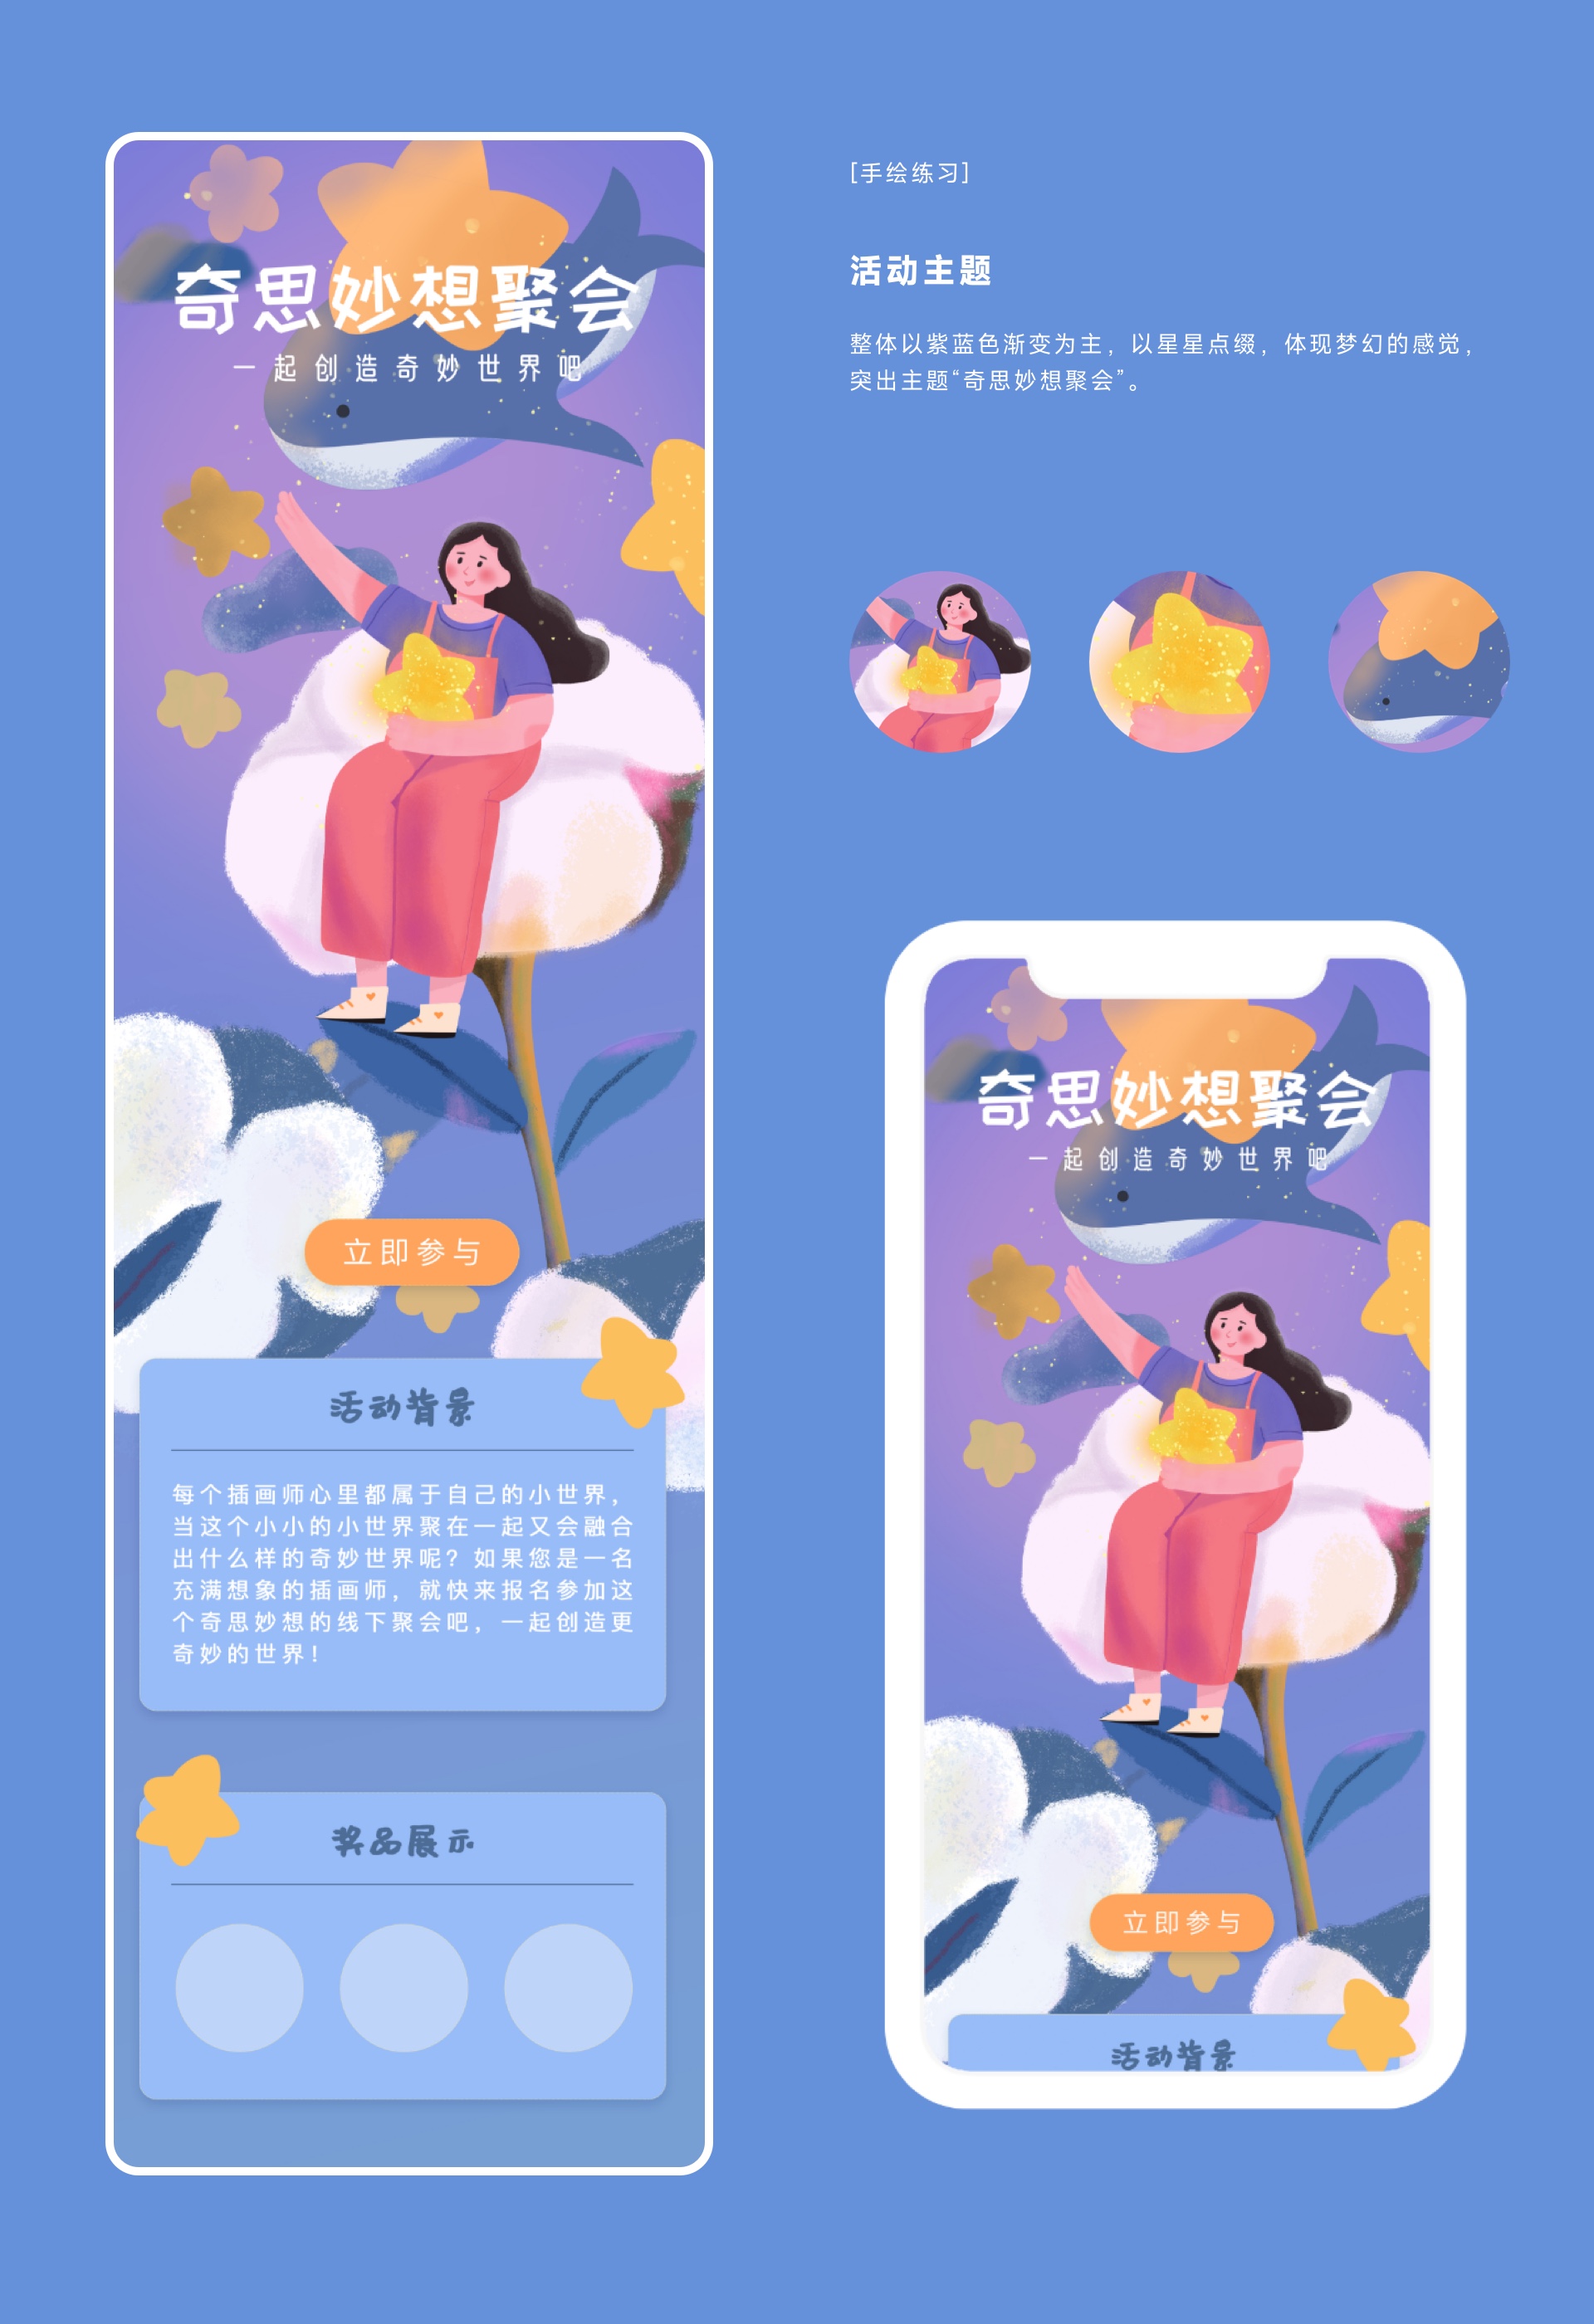 奇思妙想聚会
一起创造奇妙世界吧
立即参与
活动背景
每个插画师心里都属于自己的小世界，
当这个小小的小世界聚在一起又会融合
出什么样的奇妙世界呢？如果您是一名
充满想象的插画师，就快来报名参加这
个奇思妙想的线下聚会吧，一起创造更
奇妙的世界！
奖品展示
[手绘练习]
活动主题
整体以紫蓝色渐变为主，以星星点缀，体现梦幻的感觉，
突出主题“奇思妙想聚会”。
奇思妙想聚会
一起创造奇妙世界吧
立即参与
活动背景